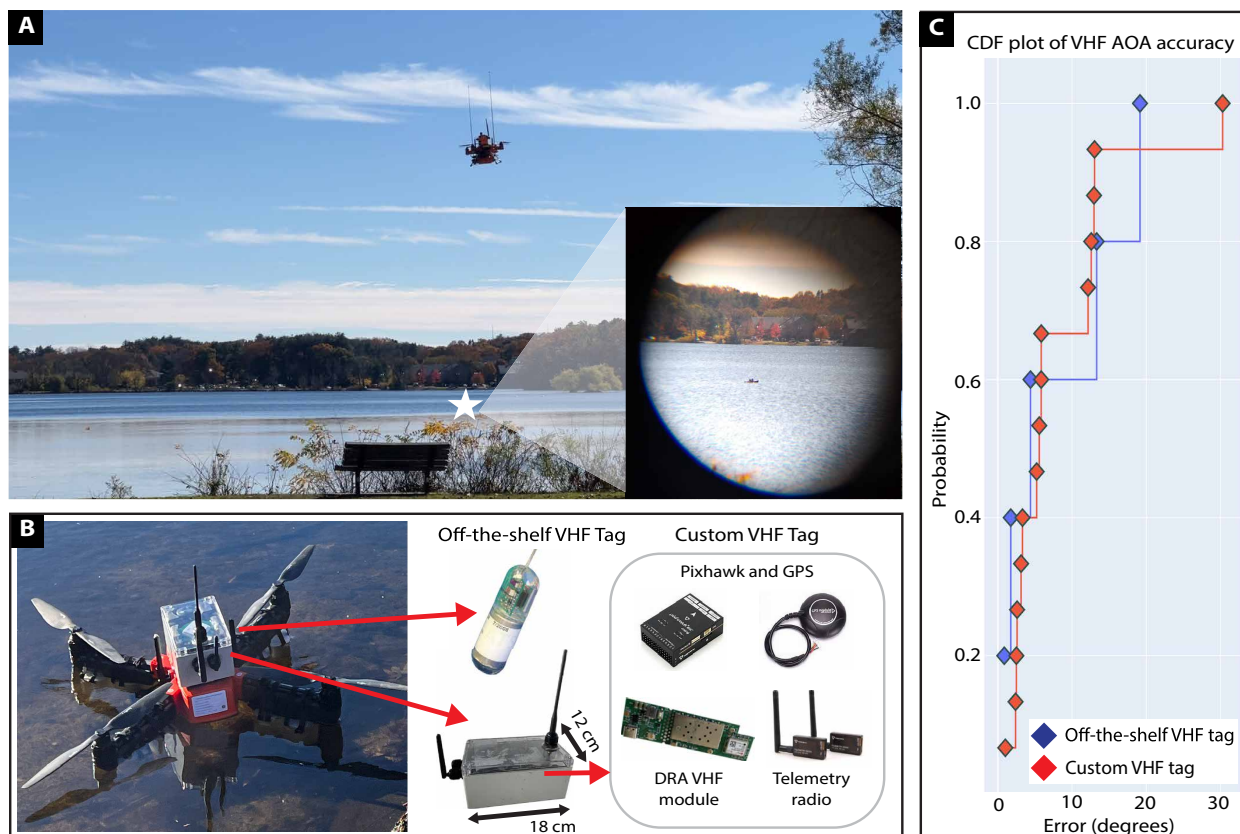 A
B
Off-the-shelf VHF Tag
Custom VHF Tag
Pixhawk and GPS
12 cm
18 cm
DRA VHF
module
Telemetry
radio
C
CDF plot of VHF AOA accuracy
Probability
1.0
0.8
0.6
0.4
0.2
Off-the-shelf VHF tag
Custom VHF tag
0
10
20
30
Error (degrees)